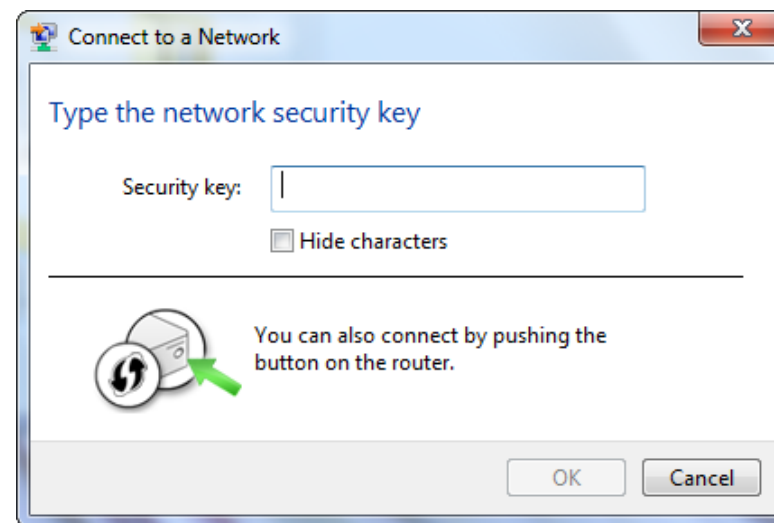 Connect to a Network
Type the network security key
Security key:
Hide characters
You can also connect by pushing the
button on the router.
OK
Cancel